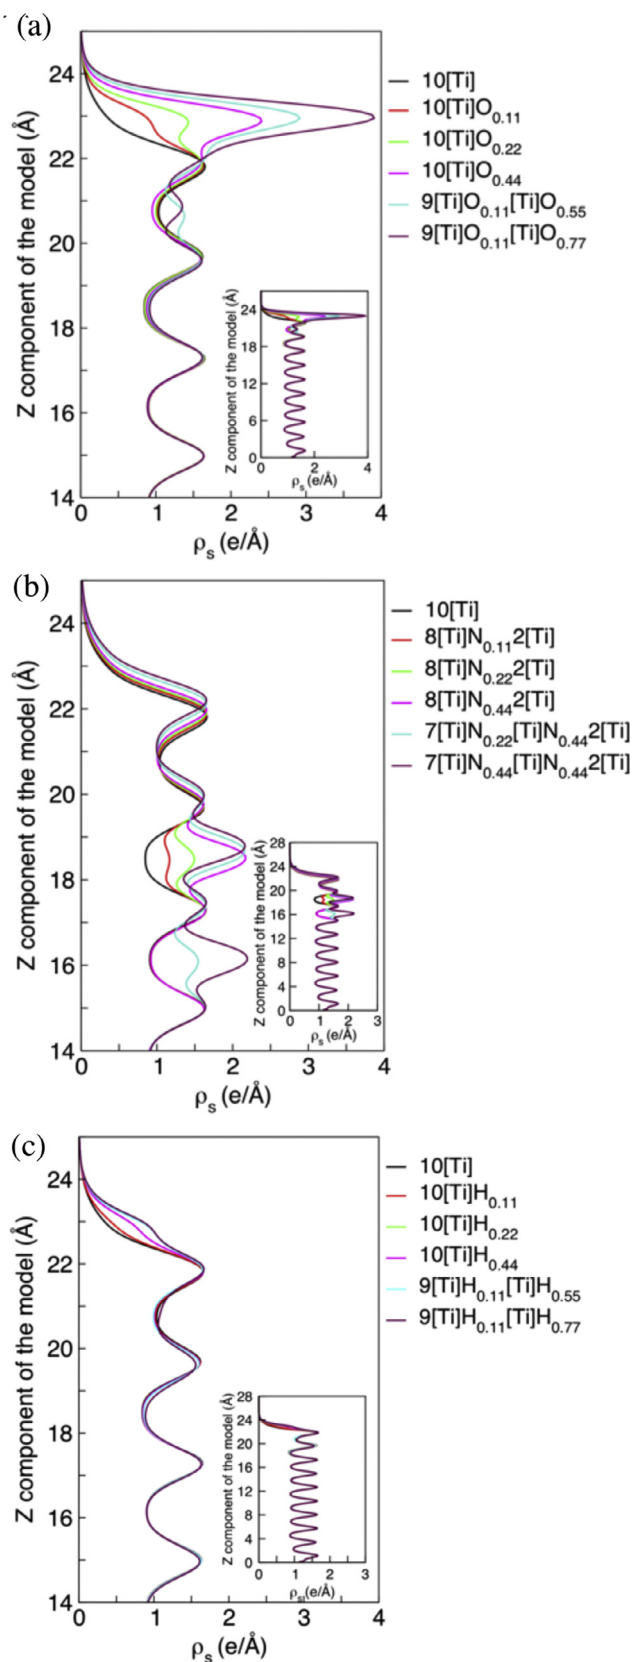 (a)
24
22
20
18
16
14
0
1
2
3
4
Z component of the model (Å)
ρs (e/Å)
10[Ti]
10[Ti]O0.11
10[Ti]O0.22
10[Ti]O0.44
9[Ti]O0.11[Ti]O0.55
9[Ti]O0.11[Ti]O0.77
Z component of the model (Å)
24
18
12
6
0
0
2
4
ρs (e/Å)
(b)
24
22
20
18
16
14
0
1
2
3
4
Z component of the model (Å)
ρs (e/Å)
10[Ti]
8[Ti]N0.112[Ti]
8[Ti]N0.222[Ti]
8[Ti]N0.442[Ti]
7[Ti]N0.22[Ti]N0.442[Ti]
7[Ti]N0.44[Ti]N0.442[Ti]
Z component of the model (Å)
28
24
20
16
12
8
4
0
0
1
2
3
ρs (e/Å)
(c)
24
22
20
18
16
14
0
1
2
3
4
Z component of the model (Å)
ρs (e/Å)
10[Ti]
10[Ti]H0.11
10[Ti]H0.22
10[Ti]H0.44
9[Ti]H0.11[Ti]H0.55
9[Ti]H0.11[Ti]H0.77
Z component of the model (Å)
28
24
20
16
12
8
4
0
0
1
2
3
(e/Å)